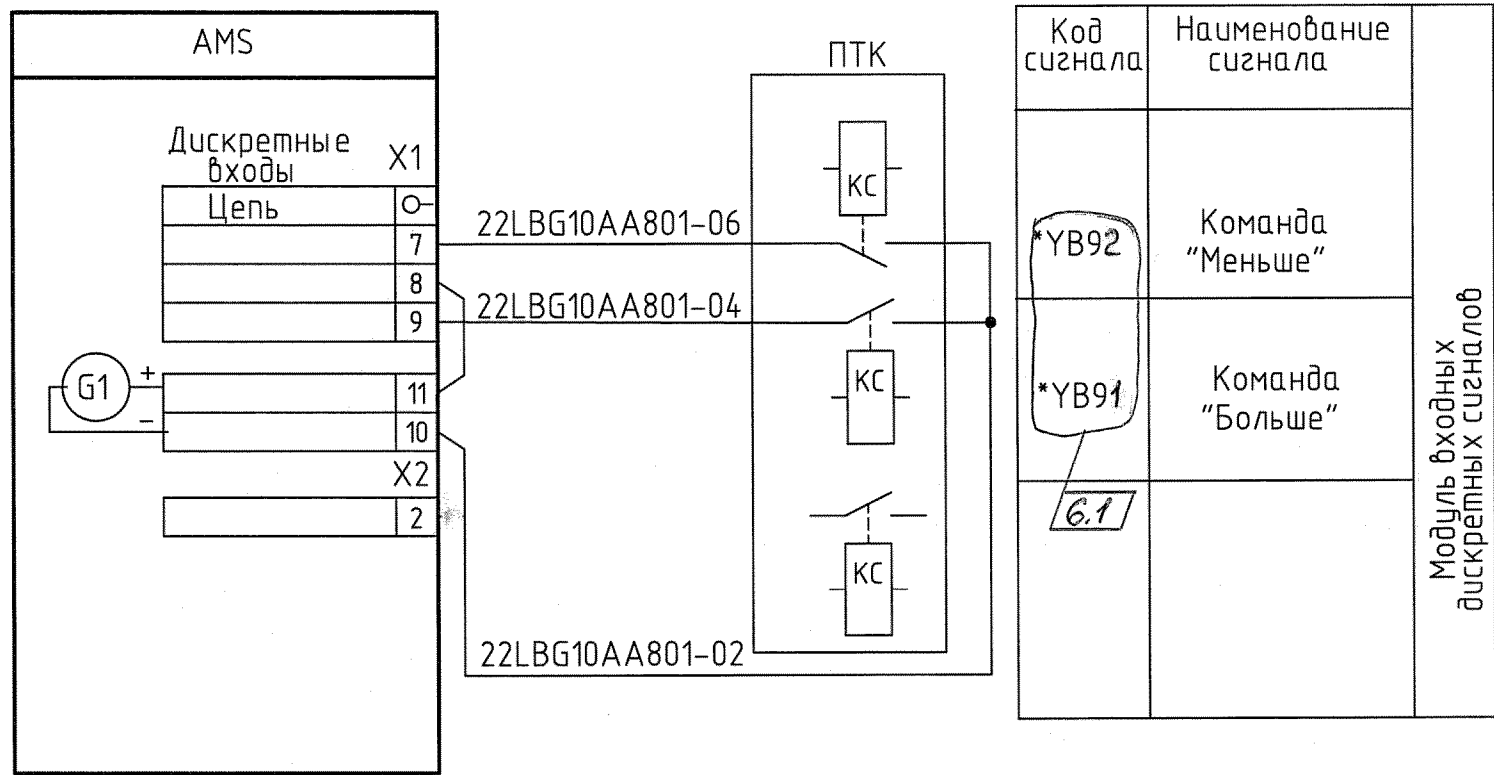 AMS
Дискретные
входы
X1
Цепь
7
8
9
G1
+
−
11
10
X2
2
22LBG10AA801-06
22LBG10AA801-04
22LBG10AA801-02
ПТК
КС
КС
КС
Код
сигнала
Наименование
сигнала
*YB92
Команда
"Меньше"
*YB91
Команда
"Больше"
6.1
Модуль входных
дискретных сигналов